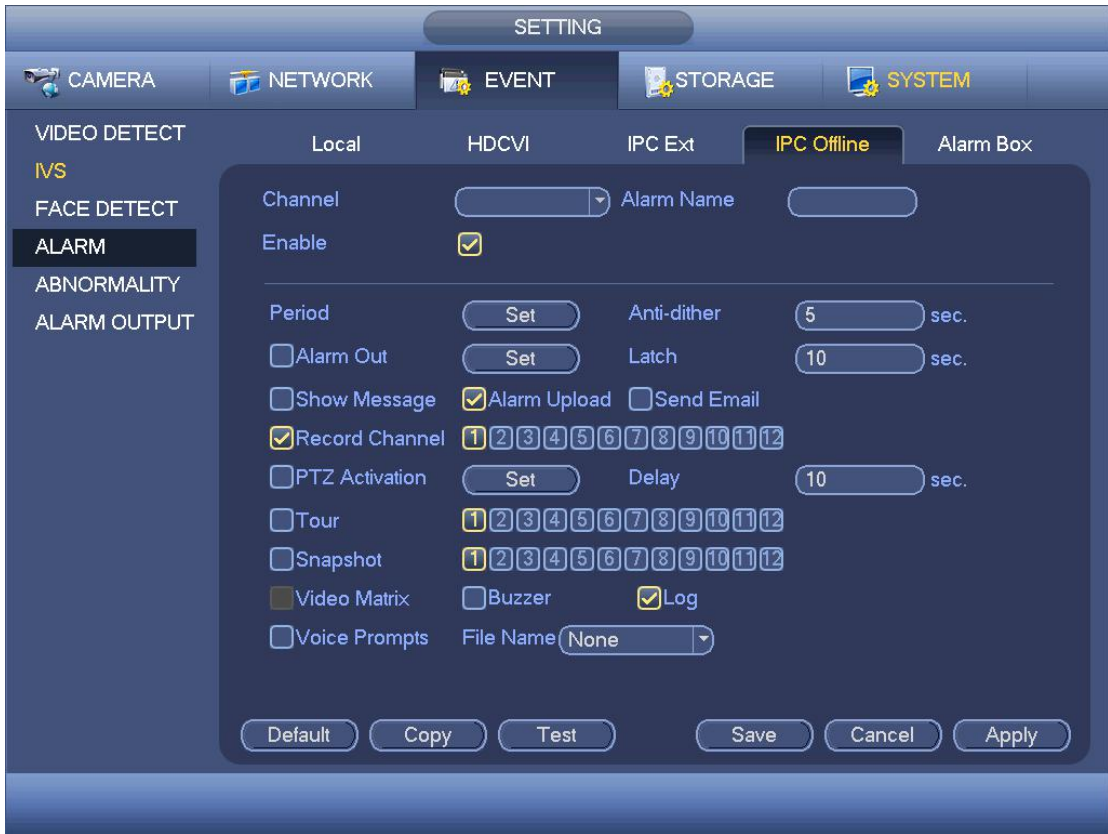 SETTING
CAMERA NETWORK EVENT STORAGE SYSTEM
VIDEO DETECT
IVS
FACE DETECT
ALARM
ABNORMALITY
ALARM OUTPUT
Local HDCVI IPC Ext IPC Offline Alarm Box
Channel Alarm Name
Enable
Period Set Anti-dither 5 sec.
Alarm Out Set Latch 10 sec.
Show Message Alarm Upload Send Email
Record Channel 1 2 3 4 5 6 7 8 9 10 11 12
PTZ Activation Set Delay 10 sec.
Tour 1 2 3 4 5 6 7 8 9 10 11 12
Snapshot 1 2 3 4 5 6 7 8 9 10 11 12
Video Matrix Buzzer Log
Voice Prompts File Name None
Default Copy Test Save Cancel Apply